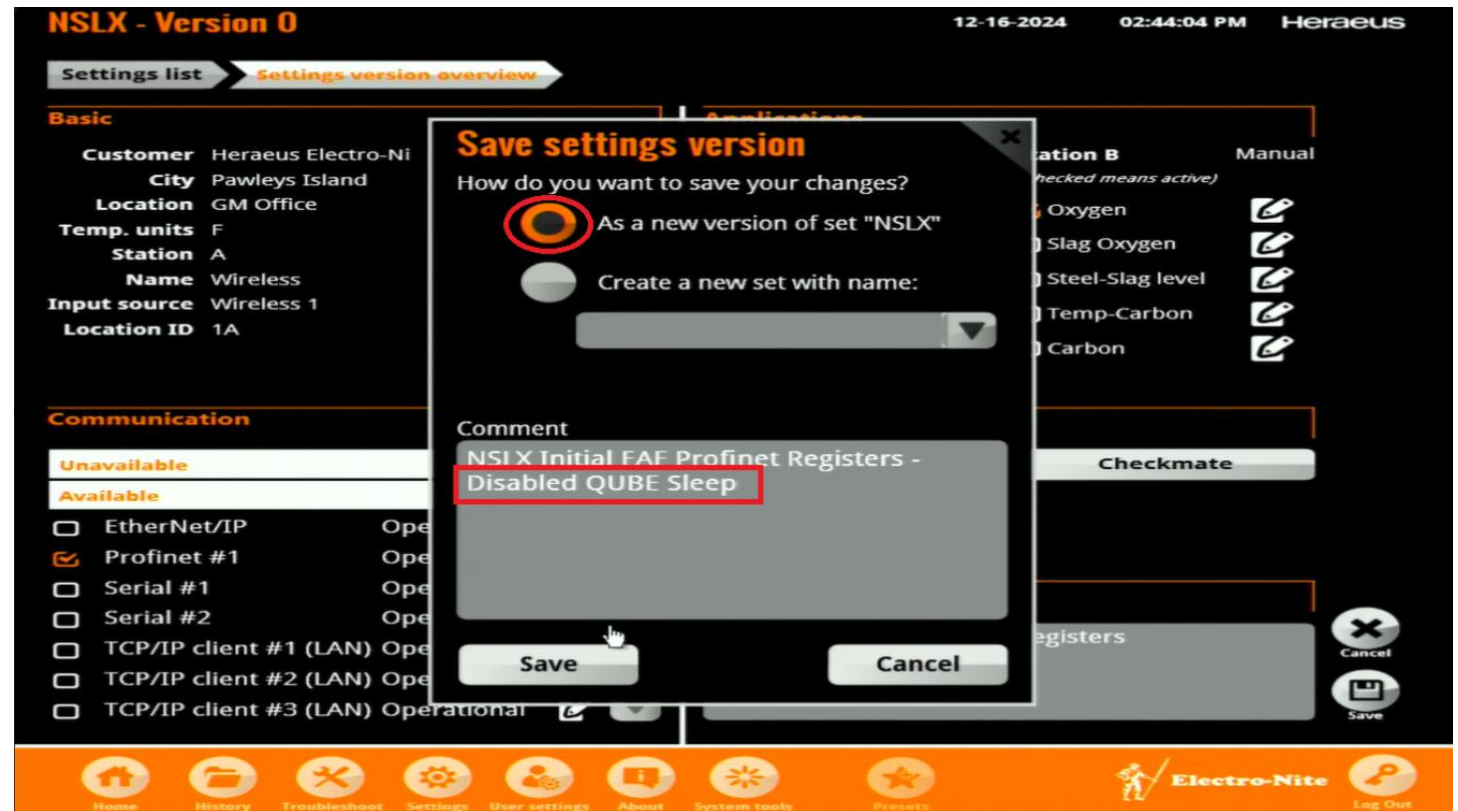 NSLX - Version 0
12-16-2024 02:44:04 PM Heraeus
Settings list
Settings version overview
Basic
Applications
Customer Heraeus Electro-Ni
City Pawleys Island
Location GM Office
Temp. units F
Station A
Name Wireless
Input source Wireless 1
Location ID 1A
Save settings version
How do you want to save your changes?
As a new version of set "NSLX"
Create a new set with name:
Comment
NSLX Initial EAF Profinet Registers -
Disabled QUBE Sleep
Save
Cancel
B Manual
means active)
Oxygen
Slag Oxygen
Steel-Slag level
Temp-Carbon
Carbon
Communication
Unavailable
Available
EtherNet/IP
Profinet #1
Serial #1
Serial #2
TCP/IP client #1 (LAN)
TCP/IP client #2 (LAN)
TCP/IP client #3 (LAN) Operational
Checkmate
Cancel
Save
Home
History
Troubleshoot
Settings
User settings
About
System tools
Presets
Electro-Nite
Log Out